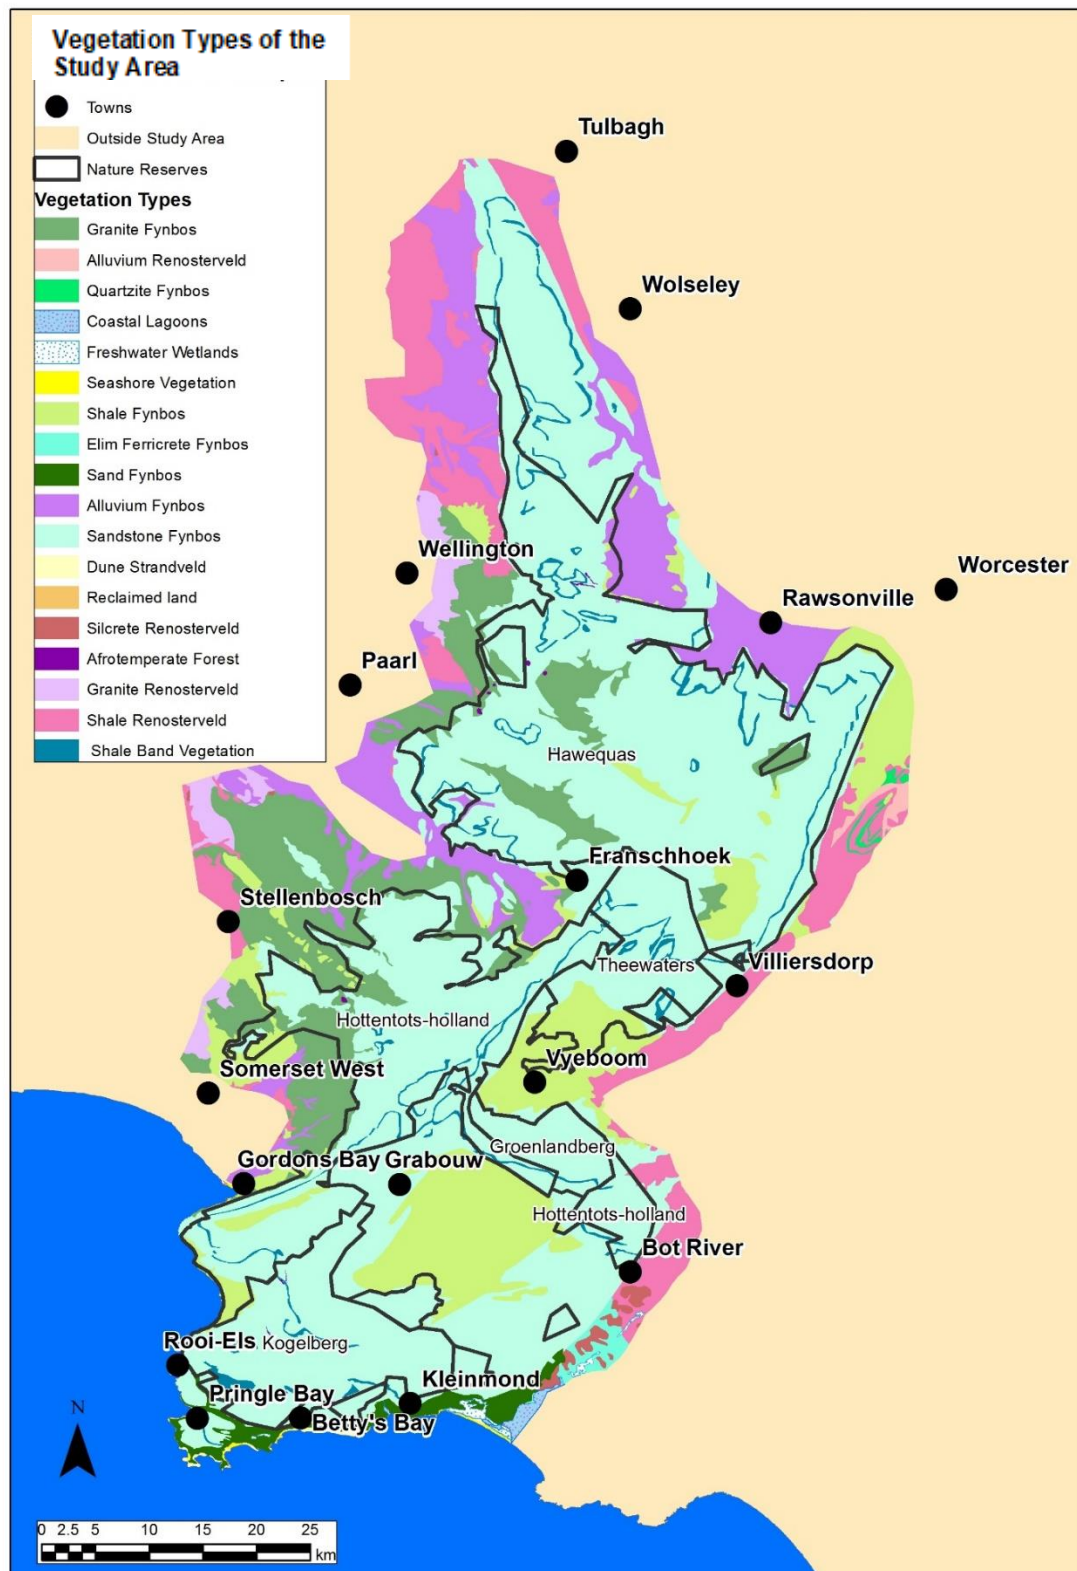 Vegetation Types of the
Study Area
Towns
Outside Study Area
Nature Reserves
Vegetation Types
Granite Fynbos
Alluvium Renosterveld
Quartzite Fynbos
Coastal Lagoons
Freshwater Wetlands
Seashore Vegetation
Shale Fynbos
Elim Ferricrete Fynbos
Sand Fynbos
Alluvium Fynbos
Sandstone Fynbos
Dune Strandveld
Reclaimed land
Silcrete Renosterveld
Afrotemperate Forest
Granite Renosterveld
Shale Renosterveld
Shale Band Vegetation
Tulbagh
Wolseley
Wellington
Worcester
Rawsonville
Paarl
Hawequas
Franschhoek
Stellenbosch
Theewaters
Villiersdorp
Hottentots-holland
Vyeboom
Somerset West
Groenlandberg
Gordons Bay
Grabouw
Hottentots-holland
Bot River
Rooi-Els
Kogelberg
Kleinmond
Pringle Bay
Betty's Bay
N
0 2.5 5 10 15 20 25
km